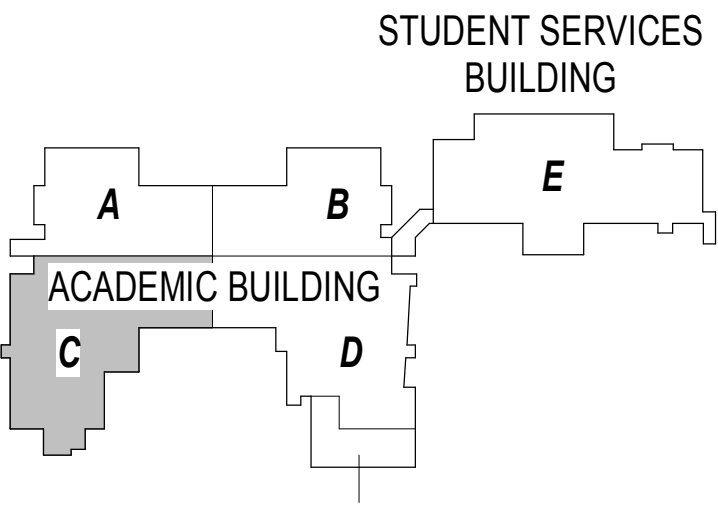 STUDENT SERVICES
BUILDING
A
B
E
ACADEMIC BUILDING
C
D